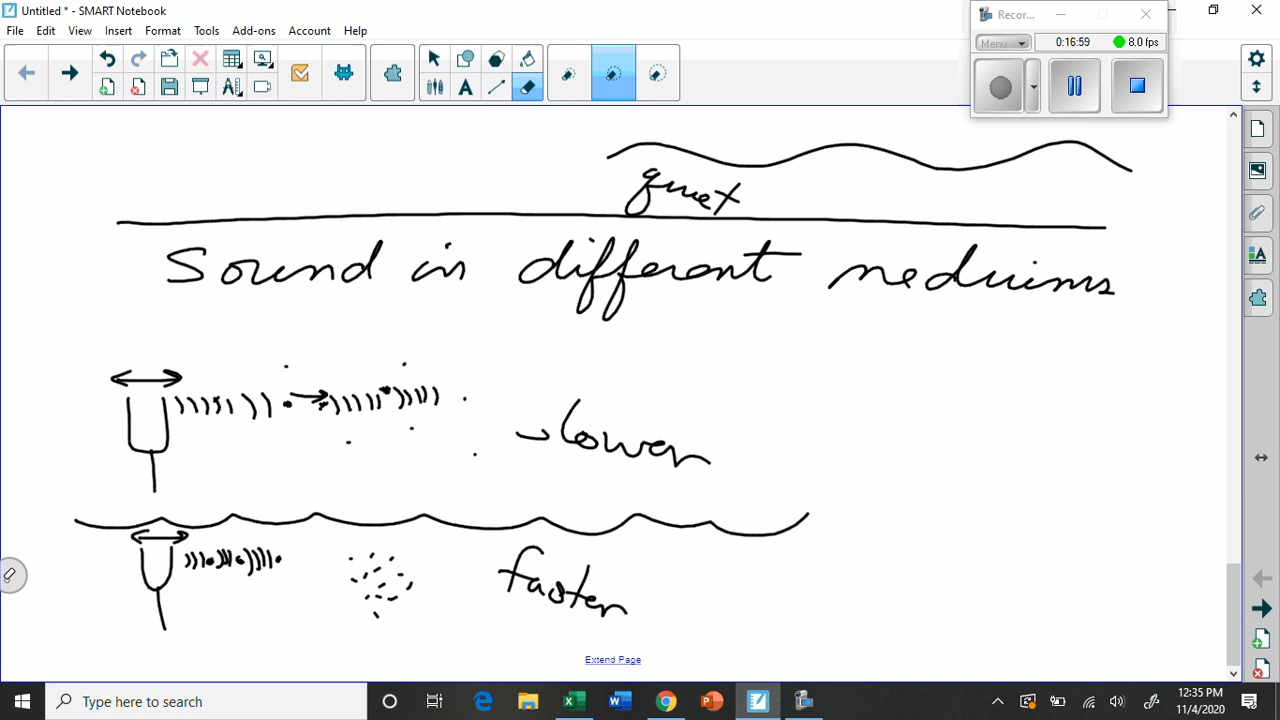 Untitled * - SMART Notebook
Recor...
File Edit View Insert Format Tools Add-ons Account Help
Menu 0:16:59 8.0 fps
quiet
Sound in different nediums
slower
faster
Extend Page
Type here to search
12:35 PM
11/4/2020